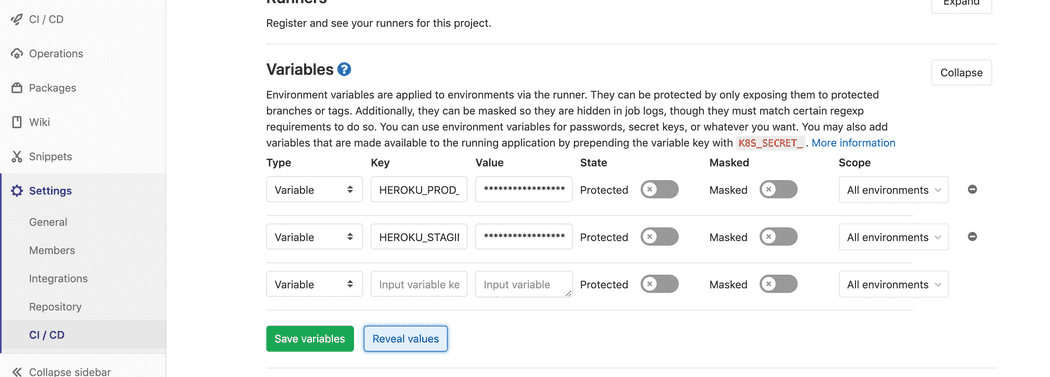 CI / CD
Operations
Packages
Wiki
Snippets
Settings
General
Members
Integrations
Repository
CI / CD
Collapse sidebar
Runners
Expand
Register and see your runners for this project.
Variables ?
Collapse
Environment variables are applied to environments via the runner. They can be protected by only exposing them to protected
branches or tags. Additionally, they can be masked so they are hidden in job logs, though they must match certain regexp
requirements to do so. You can use environment variables for passwords, secret keys, or whatever you want. You may also add
variables that are made available to the running application by prepending the variable key with K8S_SECRET_. More information
Type Key Value State Masked Scope
Variable HEROKU_PROD_ ***************** Protected Masked All environments
Variable HEROKU_STAGII ***************** Protected Masked All environments
Variable Input variable ke Input variable Protected Masked All environments
Save variables Reveal values